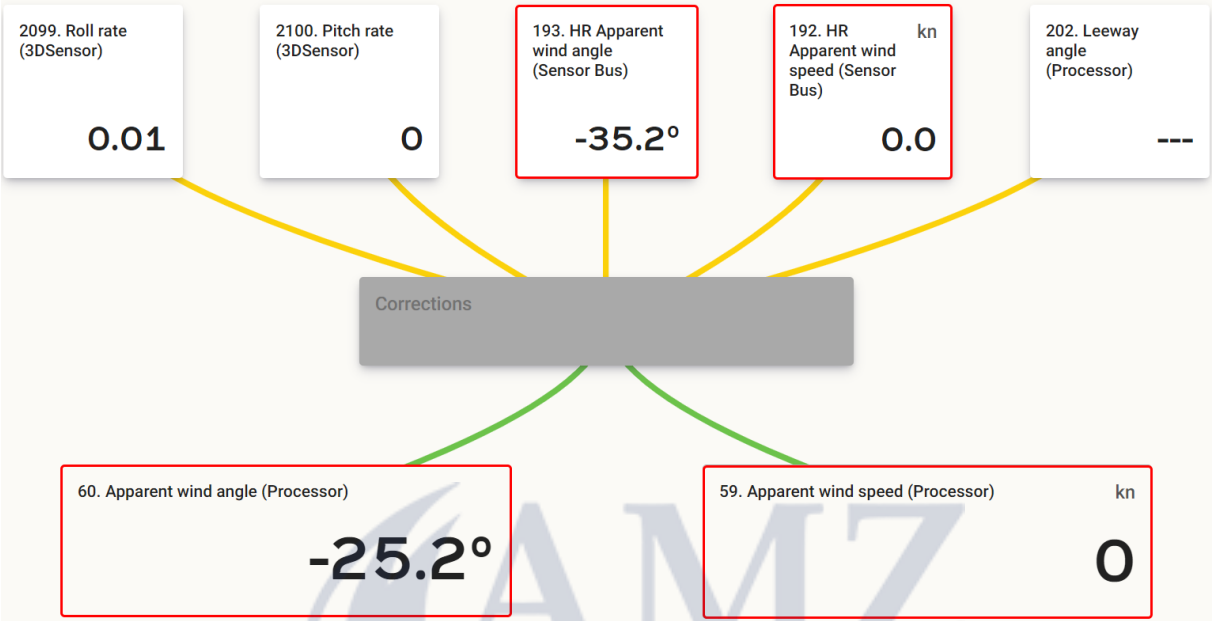 2099. Roll rate
(3DSensor)
0.01
2100. Pitch rate
(3DSensor)
0
193. HR Apparent
wind angle
(Sensor Bus)
-35.2°
192. HR kn
Apparent wind
speed (Sensor
Bus)
0.0
202. Leeway
angle
(Processor)
---
Corrections
60. Apparent wind angle (Processor)
-25.2°
59. Apparent wind speed (Processor) kn
0
AMZ